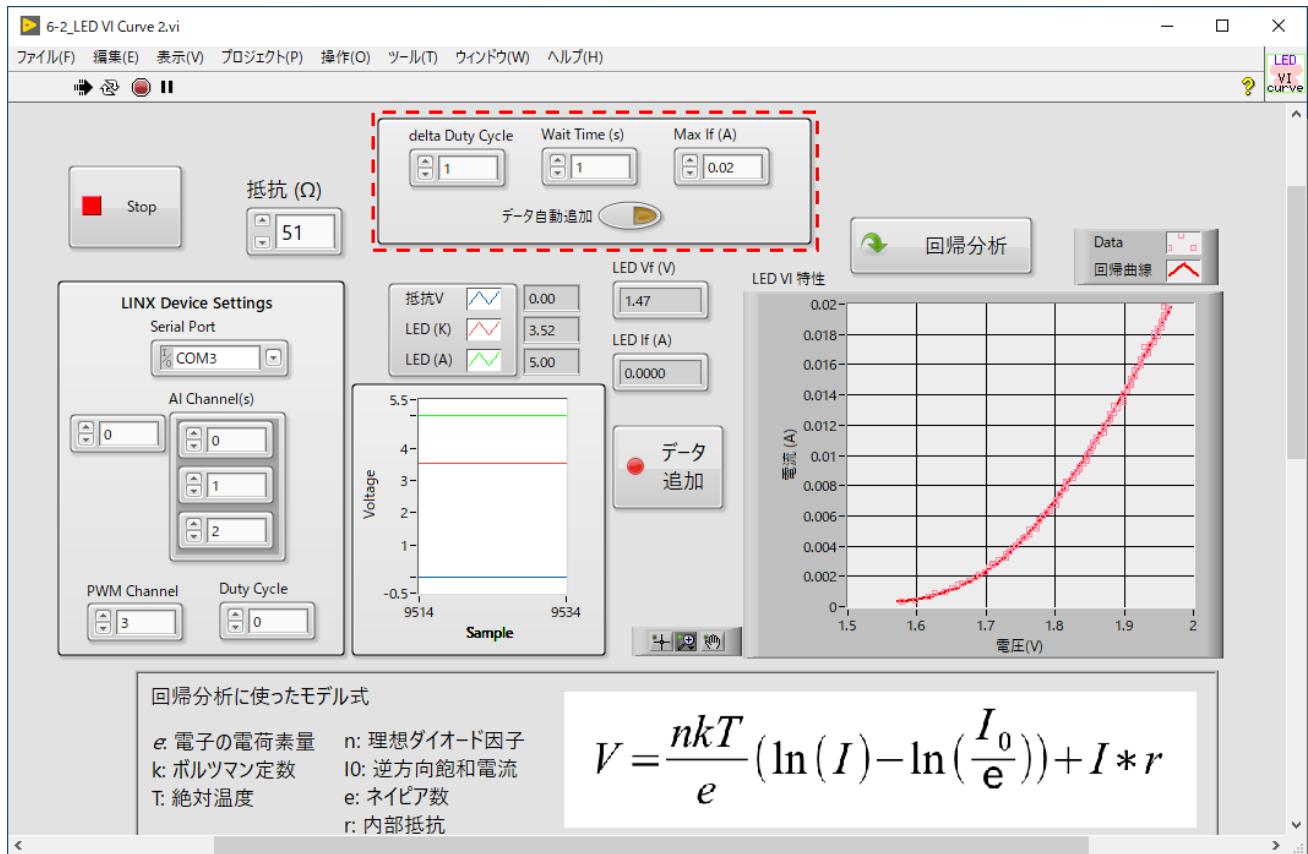 6-2_LED VI Curve 2.vi
ファイル(F) 編集(E) 表示(V) プロジェクト(P) 操作(O) ツール(T) ウィンドウ(W) ヘルプ(H)
LED
VI
curve
delta Duty Cycle Wait Time (s) Max If (A)
1 1 0.02
データ自動追加
Stop
抵抗 (Ω)
51
回帰分析
Data
回帰曲線
LINX Device Settings
Serial Port
COM3
AI Channel(s)
0 0
1
2
PWM Channel Duty Cycle
3 0
抵抗V 0.00
LED (K) 3.52
LED (A) 5.00
LED Vf (V)
1.47
LED If (A)
0.0000
データ
追加
5.5
4
3
2
1
-0.5
Voltage
9514 9534
Sample
LED VI 特性
0.02
0.018
0.016
0.014
0.012
0.01
0.008
0.006
0.004
0.002
0
電流 (A)
1.5 1.6 1.7 1.8 1.9 2
電圧(V)
回帰分析に使ったモデル式
e: 電子の電荷素量 n: 理想ダイオード因子
k: ボルツマン定数 I0: 逆方向飽和電流
T: 絶対温度 e: ネイピア数
r: 内部抵抗
V=nkT/e(ln(I)−ln(I₀/e))+I*r